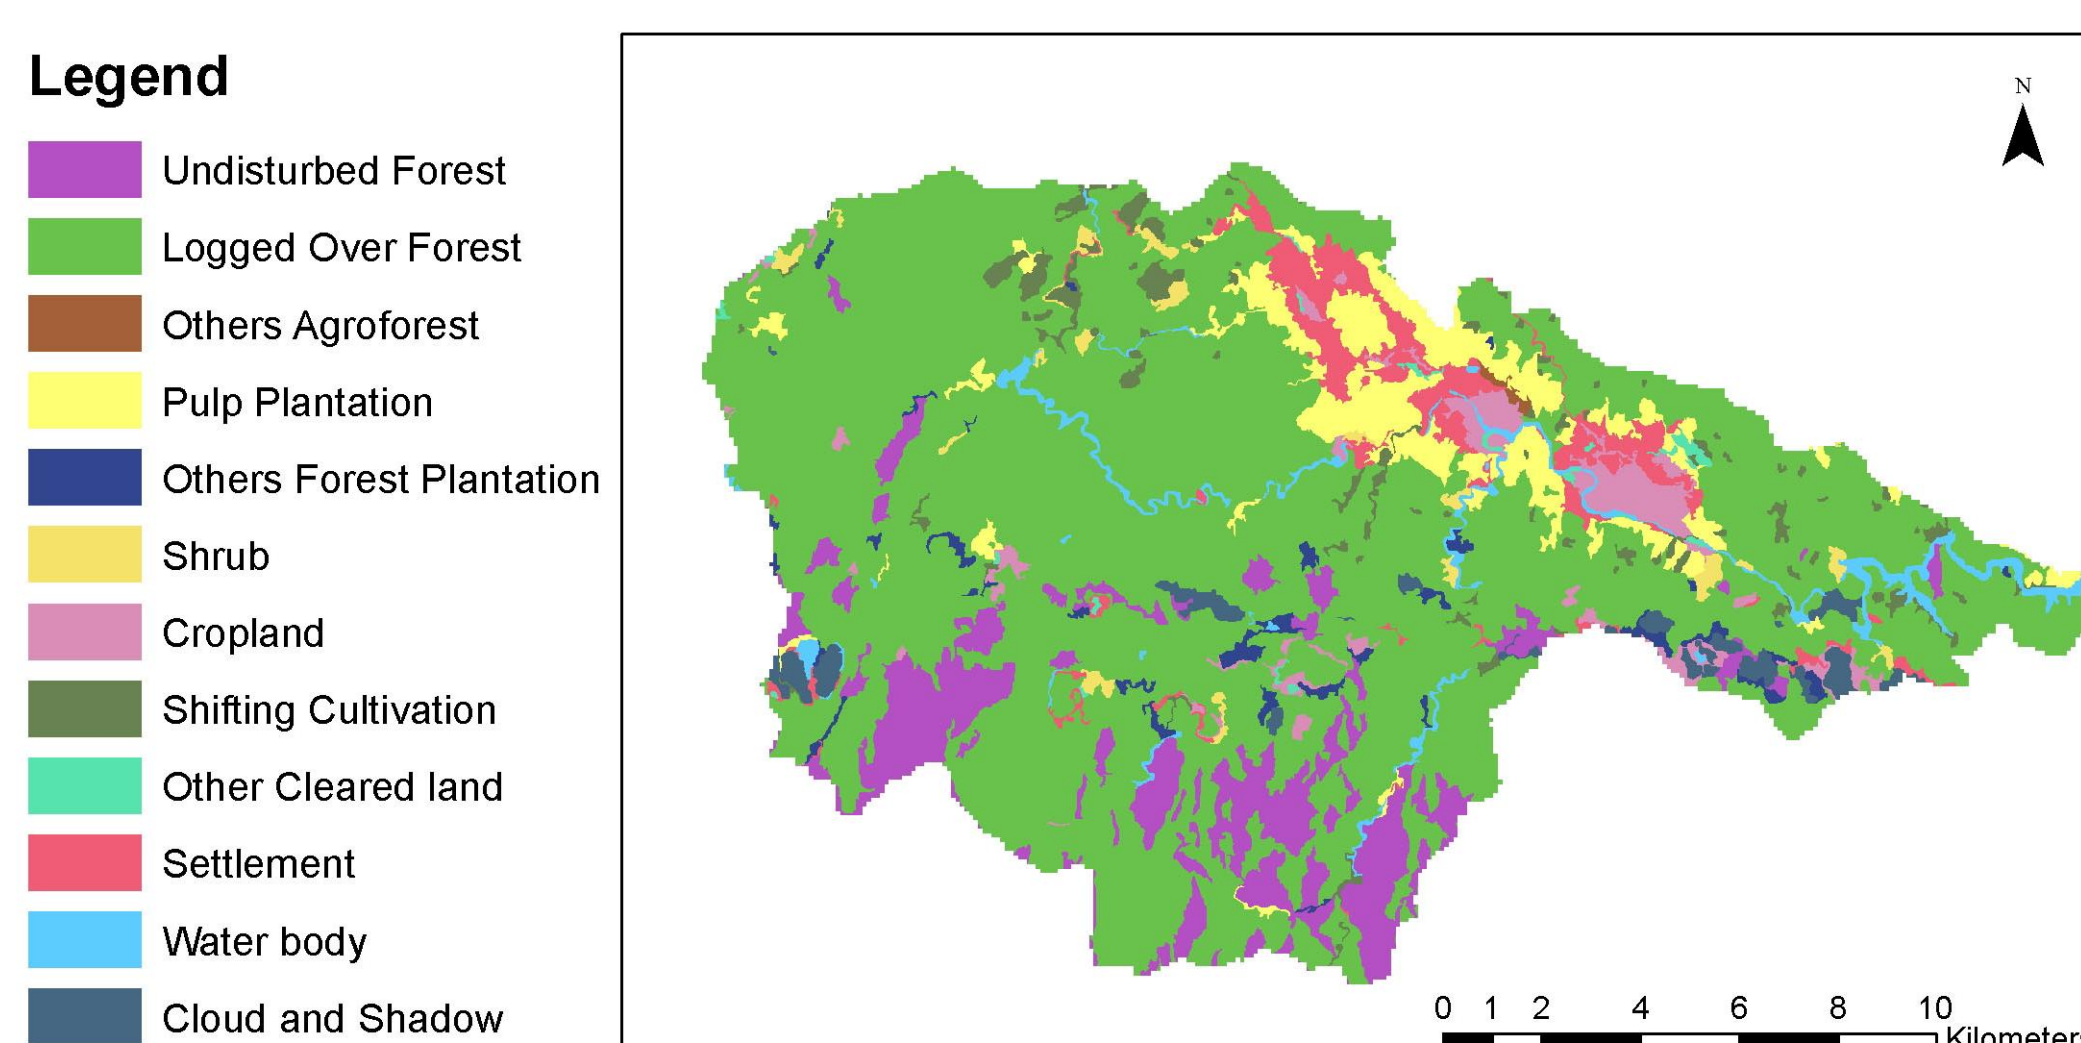 Legend
Undisturbed Forest
Logged Over Forest
Others Agroforest
Pulp Plantation
Others Forest Plantation
Shrub
Cropland
Shifting Cultivation
Other Cleared land
Settlement
Water body
Cloud and Shadow
N
0 1 2 4 6 8 10
Kilometers